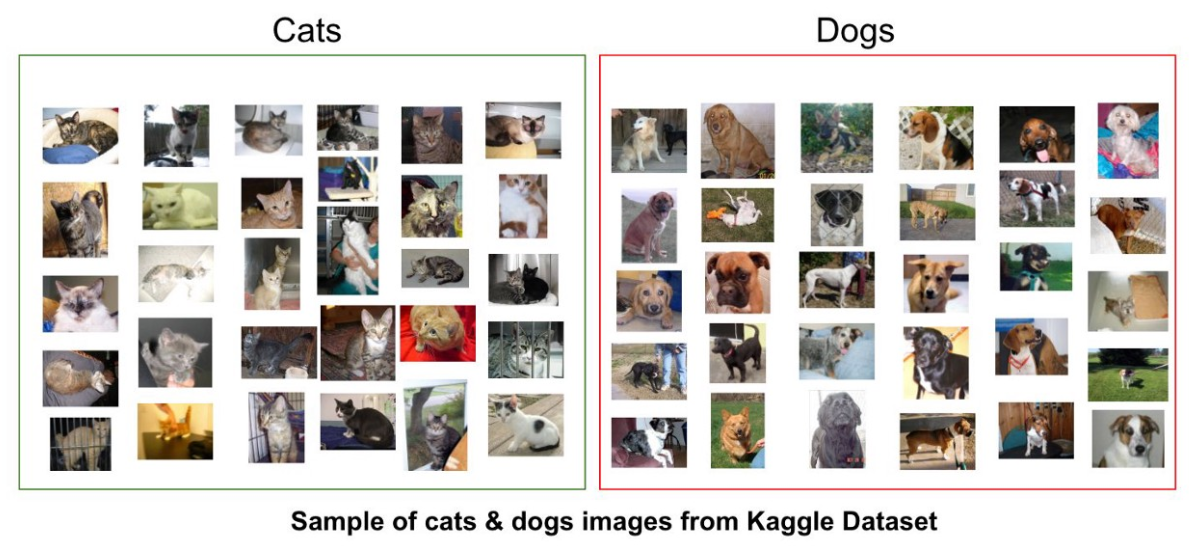 Cats
Dogs
Sample of cats & dogs images from Kaggle Dataset